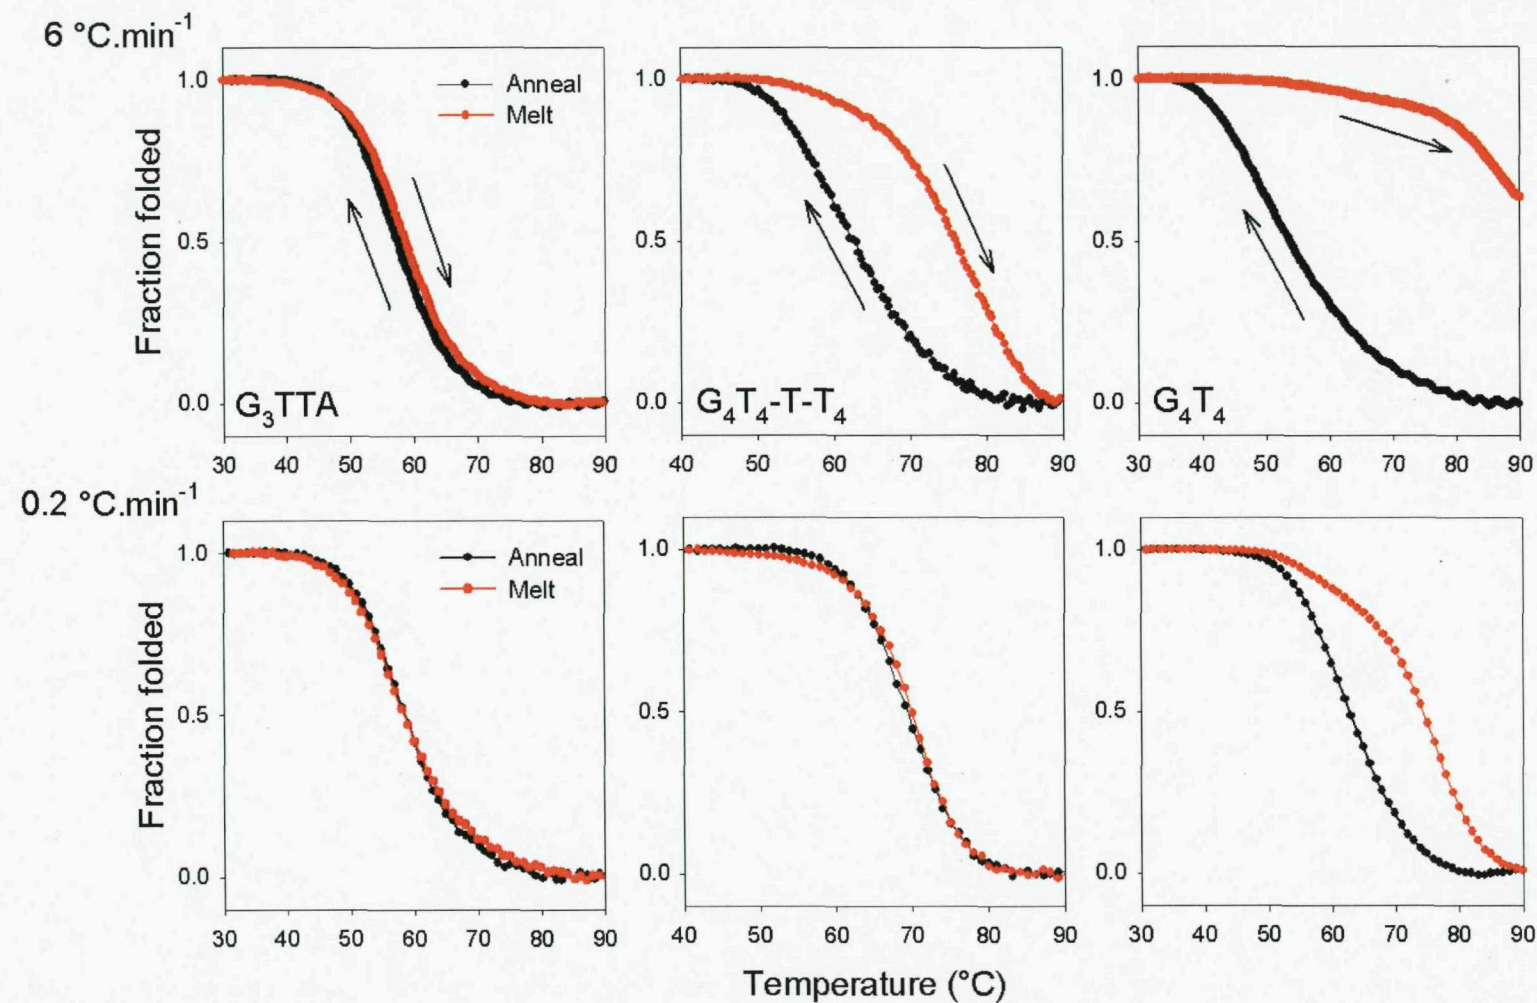 6 °C.min⁻¹
Fraction folded
1.0
0.5
0.0
Anneal
Melt
G₃TTA
30 40 50 60 70 80 90
1.0
0.5
0.0
G₄T₄-T-T₄
40 50 60 70 80 90
1.0
0.5
0.0
G₄T₄
30 40 50 60 70 80 90
0.2 °C.min⁻¹
Fraction folded
1.0
0.5
0.0
Anneal
Melt
30 40 50 60 70 80 90
1.0
0.5
0.0
40 50 60 70 80 90
1.0
0.5
0.0
30 40 50 60 70 80 90
Temperature (°C)